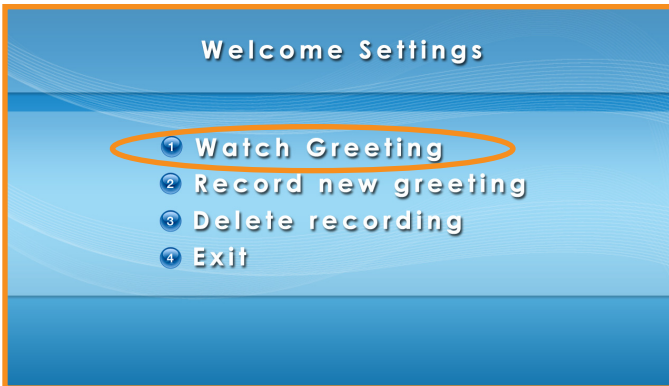 Welcome Settings
1 Watch Greeting
2 Record new greeting
3 Delete recording
4 Exit